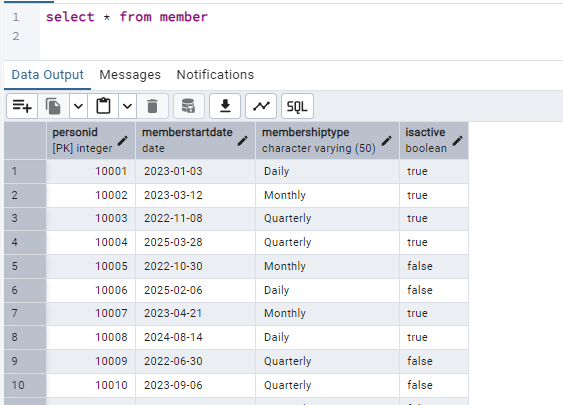 1 select * from member
2
Data Output Messages Notifications
SQL
personid memberstartdate membershiptype isactive
[PK] integer date character varying (50) boolean
1 10001 2023-01-03 Daily true
2 10002 2023-03-12 Monthly true
3 10003 2022-11-08 Quarterly true
4 10004 2025-03-28 Quarterly true
5 10005 2022-10-30 Monthly false
6 10006 2025-02-06 Daily false
7 10007 2023-04-21 Monthly true
8 10008 2024-08-14 Daily true
9 10009 2022-06-30 Quarterly false
10 10010 2023-09-06 Quarterly false